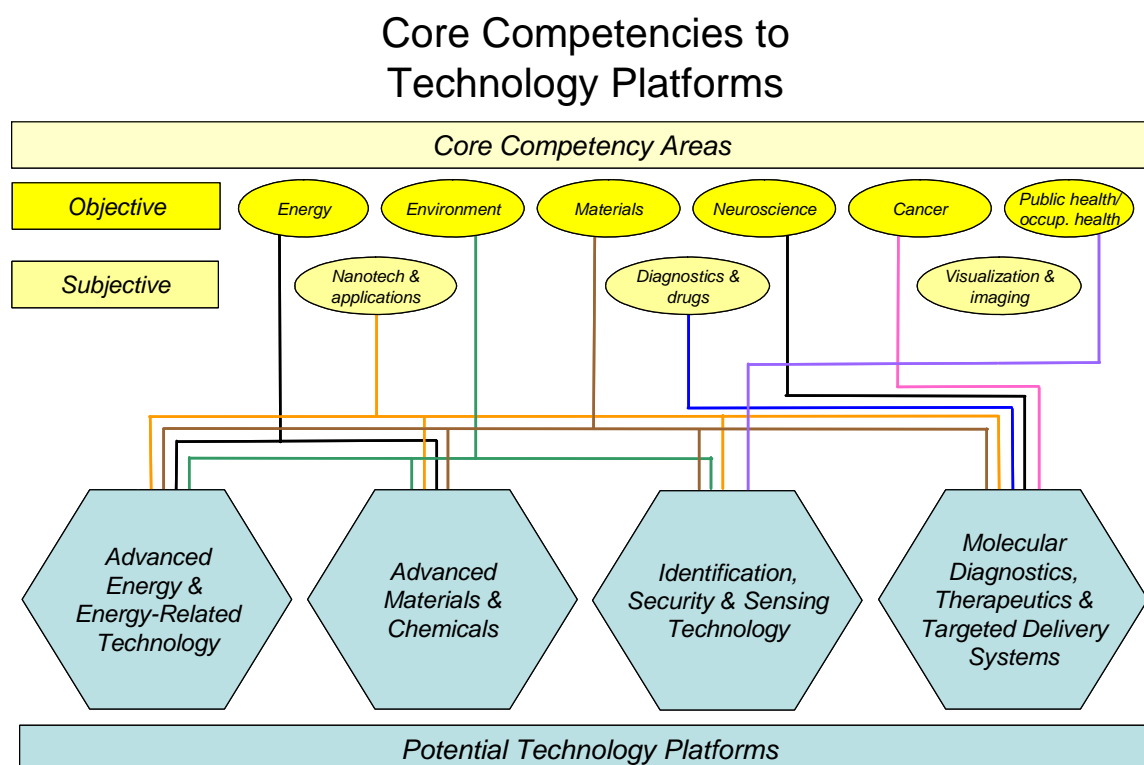 Core Competencies to
Technology Platforms
Core Competency Areas
Objective
Energy
Environment
Materials
Neuroscience
Cancer
Public health/
occup. health
Subjective
Nanotech &
applications
Diagnostics &
drugs
Visualization &
imaging
Advanced
Energy &
Energy-Related
Technology
Advanced
Materials &
Chemicals
Identification,
Security & Sensing
Technology
Molecular
Diagnostics,
Therapeutics &
Targeted Delivery
Systems
Potential Technology Platforms